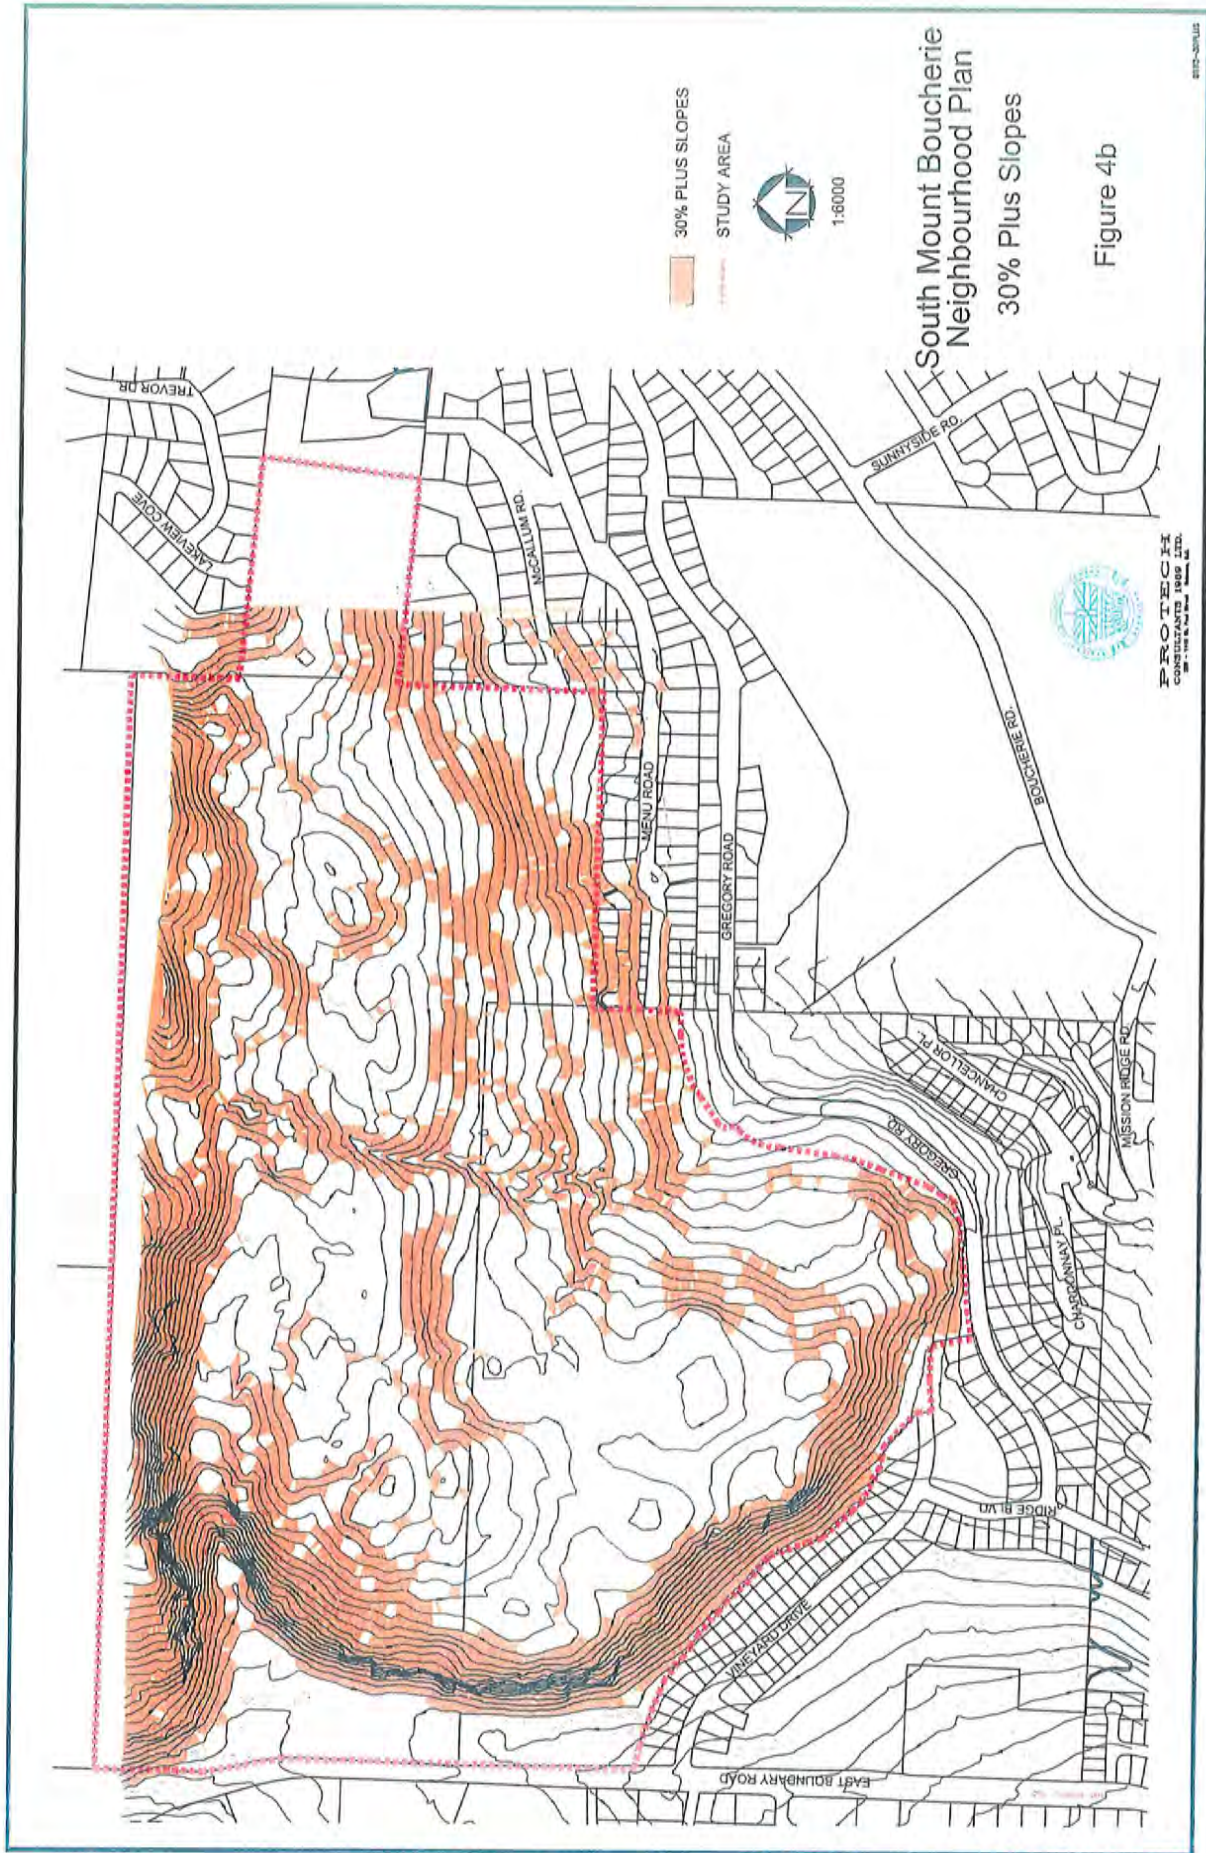 30% PLUS SLOPES
STUDY AREA
N
1:6000
South Mount Boucherie
Neighbourhood Plan
30% Plus Slopes
Figure 4b
TREVOR DR
LAKEVIEW COVE
McCALLUM RD.
MENU ROAD
GREGORY ROAD
SUNNYSIDE RD.
BOUCHERIE RD.
CHANCELLOR PL.
MISSION RIDGE RD.
GREGORY RD.
CHARDONNAY PL.
RIDGE BLVD
VINEYARD DRIVE
EAST BOUNDARY ROAD
PROTECH
CONSULTANTS 1989 LTD.